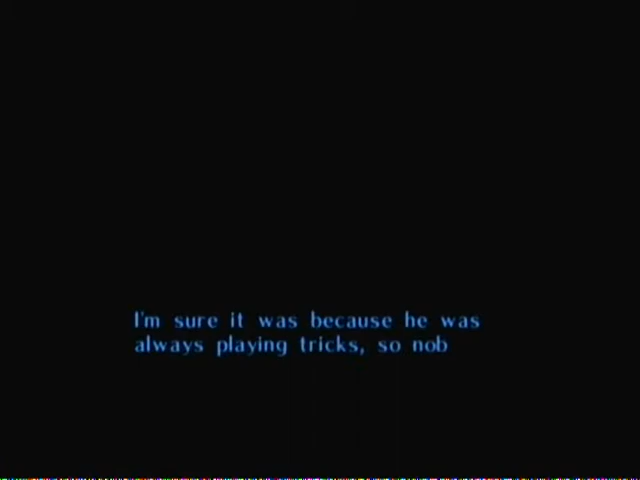 I'm sure it was because he was
always playing tricks, so nob